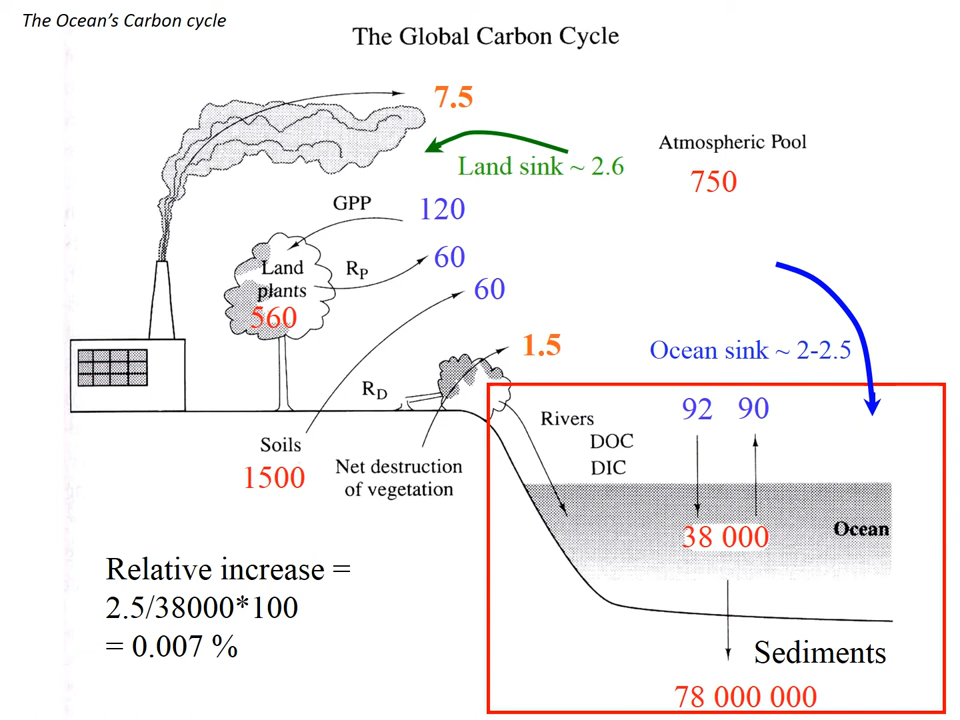 The Ocean's Carbon cycle
The Global Carbon Cycle
7.5
Land sink ~ 2.6
Atmospheric Pool
750
GPP
120
Land
plants
560
R_P
60
60
1.5
Ocean sink ~ 2-2.5
R_D
Rivers
92 90
DOC
DIC
Soils
1500
Net destruction
of vegetation
38 000
Ocean
Relative increase =
2.5/38000*100
= 0.007 %
Sediments
78 000 000